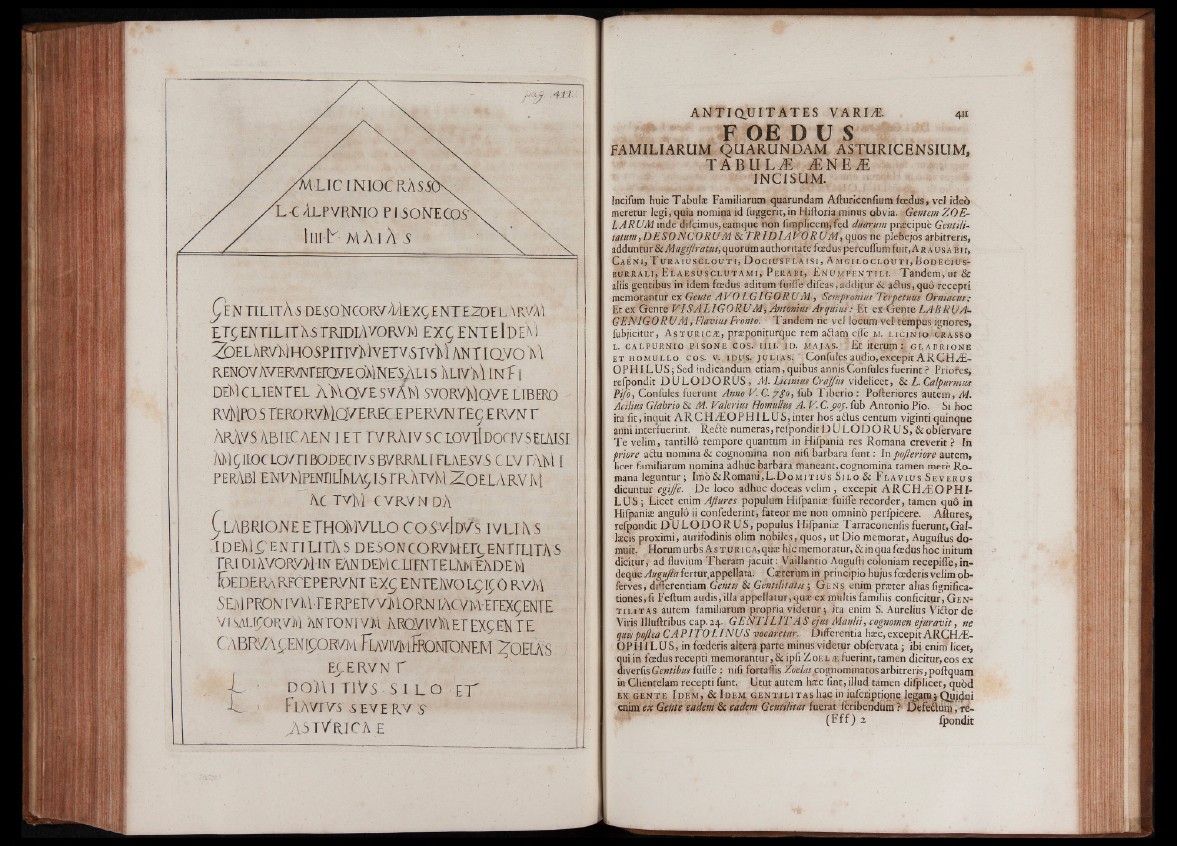 pag 411.
M·LICINIO CRASSO
L·CALPVRNIO PISONE COS
IIII K MAIAS
GENTILITAS DESONCORVM EX GENTE ZOELARVM
ET GENTILITAS TRIDIAVORVM EX GENTE IDEM
ZOELARVM HOSPITIVM VETVSTVM ANTIQVOM
RENOVAVERVNT EIQVE OMNES ALIS ALIVM IN FI
DEM CLIENTELAMQVE SVAM SVORVMQVE LIBERO
RVMPOSTERORVMQVE RECEPERVNT EGERVNT
ARAVS ABIECAENI ET TVRAIVS CLOVTI DOCIVS ELAISI
MAGILO CLOVTI BODECIVS BVRRALI ELAESVS CLVTAMI
PERABI ENVMPENTILI MAGISTRATVM ZOELARVM
ACTVM CVRVNDA
GLABRIONE ET HOMVLLO COS V IDVS IVLIAS
IDEM GENTILITAS DESONCORVM ET GENTILITAS
TRIDIAVORVM IN EANDEM CLIENTELAM EADEM
FOEDERA RECEPERVNT EX GENTE AVOLGIGORVM
SEMPRONIVM PERPETVVM ORNIACVM ET EX GENTE
VISALIGORVM ANTONIVM ARQVIVM ET EX GENTE
CABRVAGENIGORVM FLAVIVM FRONTONEM ZOELAS
EGERVNT
L DOMITIVS · SILO · ET
L · FLAVIVS SEVERVS
ASTVRICAE
ANTIQUITATES VARIÆ. 411
FOEDUS
FAMILIARUM QUARUNDAM ASTURICENSIUM,
TABULÆ ÆNEÆ
INCISUM.
Incisum huic Tabulæ Familiarum quarundam Asturicensium fœdus, vel ideò
meretur legi, quia nomina id suggerit, in Historia minus obvia. Gentem ZOE-
LARUM inde discimus, eamque non simplicem, sed duarum præcipue Gentili-
tatum, DESONCORUM & TRIDIAVORUM, quos ne plebejos arbitreris,
adduntur & Magistratus, quorum authoritate fœdus percussum fuit, ARAUSABII,
CAENI, TURAIUSCLOUTI, DOCIUSELAISI, AMGILOCLOUTI, BODECIUS-
BURRALI, ELAESUSCLUTAMI, PERABI, ENUMPENTILI. Tandem, ut &
aliis gentibus in idem fœdus aditum fuisse discas, additur & actus, quô recepti
memorantur ex Gente AVOLGIGORUM, Sempronius Perpetuus Orniacus:
Et ex Gente VISALIGORUM, Antonius Arquius: Et ex Gente LABRUA-
GENIGORUM, Flavius Fronto. Tandem ne vel locum vel tempus ignores,
subjicitur, ASTURICÆ, præponiturque rem actam esse M. LICINIO CRASSO
L. CALPURNIO PISONE COS. IIII. ID. MAJAS. Et iterum: GLABRIONE
ET HOMULLO COS. V. IDUS. JULIAS. Consules audio, excepit ARCHÆ-
OPHILUS; Sed indicandum etiam, quibus annis Consules fuerint? Priores,
respondit DULODORUS, M. Licinius Crassus videlicet, & L. Calpurnius
Piso, Consules fuerunt Anno V. C. 780, sub Tiberio: Posteriores autem, M.
Acilius Glabrio & M. Valerius Homullus A. V. C. 905. sub Antonio Pio. Si hoc
ita sit, inquit ARCHÆOPHILUS, inter hos actus centum viginti quinque
anni interfuerint. Rectè numeras, respondit DULODORUS, & observare
Te velim, tantillô tempore quantum in Hispania res Romana creverit? In
priore actu nomina & cognomina non nisi barbara sunt: In posteriore autem,
licet familiarum nomina adhuc barbara maneant, cognomina tamen merè Ro-
mana leguntur; Imò & Romani, L. DOMITIUS SILO & FLAVIUS SEVERUS
dicuntur egisse. De loco adhuc doceas velim, excepit ARCHÆOPHI-
LUS; Licet enim Astures populum Hispaniæ fuisse recorder, tamen quô in
Hispaniæ angulô ii consederint, fateor me non omninò perspicere. Astures,
respondit DULODORUS, populus Hispaniæ Tarraconensis fuerunt, Gal-
læcis proximi, aurifodinis olim nobiles, quos, ut Dio memorat, Augustus do-
muit. Horum urbs ASTURICA, quæ hîc memoratur, & in qua fœdus hoc initum
dicitur, ad fluvium Theram jacuit: Vaillantio Augusti coloniam recepisse, in-
deque Augusta fertur appellata. Cæterum in principio hujus fœderis velim ob-
serves, differentiam Gentis & Gentilitatis; GENS enim præter alias significa-
tiones, si Festum audis, illa appellatur, quæ ex multis familiis conficitur, GEN-
TILITAS autem familiarum propria videtur; ita enim S. Aurelius Victor de
Viris Illustribus cap. 24. GENTILITAS ejus Manlii, cognomen ejuravit, ne
quis postea CAPITOLINUS vocaretur. Differentia hæc, excepit ARCHÆ-
OPHILUS, in fœderis altera parte minus videtur observata; ibi enim licet,
qui in fœdus recepti memorantur, & ipsi ZOELÆ fuerint, tamen dicitur, eos ex
diversis Gentibus fuisse: nisi fortassis Zoelas cognominatos arbitreris, postquam
in Clientelam recepti sunt. Utut autem hæc sint, illud tamen displicet, quòd
EX GENTE IDEM, & IDEM GENTILITAS hac in inscriptione legam; Quidni
enim ex Gente eadem & eadem Gentilitas fuerat scribendum? Defectum, re-
(Fff) 2 spondit